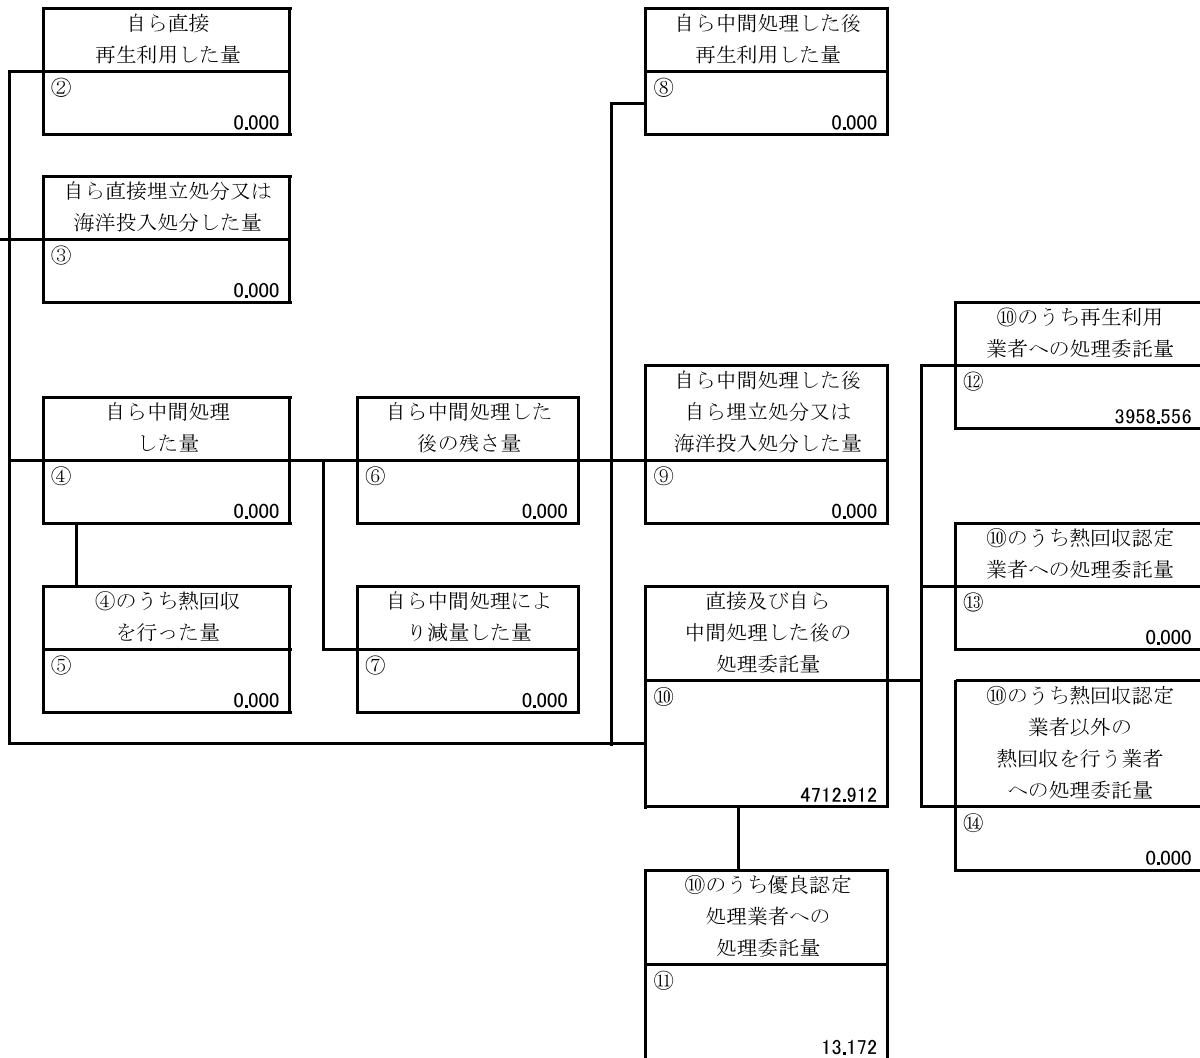 自ら直接
再生利用した量
②
0.000
自ら中間処理した後
再生利用した量
⑧
0.000
自ら直接埋立処分又は
海洋投入処分した量
③
0.000
⑩のうち再生利用
業者への処理委託量
⑫
3958.556
自ら中間処理
した量
④
0.000
自ら中間処理した
後の残さ量
⑥
0.000
自ら中間処理した後
自ら埋立処分又は
海洋投入処分した量
⑨
0.000
⑩のうち熱回収認定
業者への処理委託量
⑬
0.000
④のうち熱回収
を行った量
⑤
0.000
自ら中間処理によ
り減量した量
⑦
0.000
直接及び自ら
中間処理した後の
処理委託量
⑩
4712.912
⑩のうち熱回収認定
業者以外の
熱回収を行う業者
への処理委託量
⑭
0.000
⑩のうち優良認定
処理業者への
処理委託量
⑪
13.172